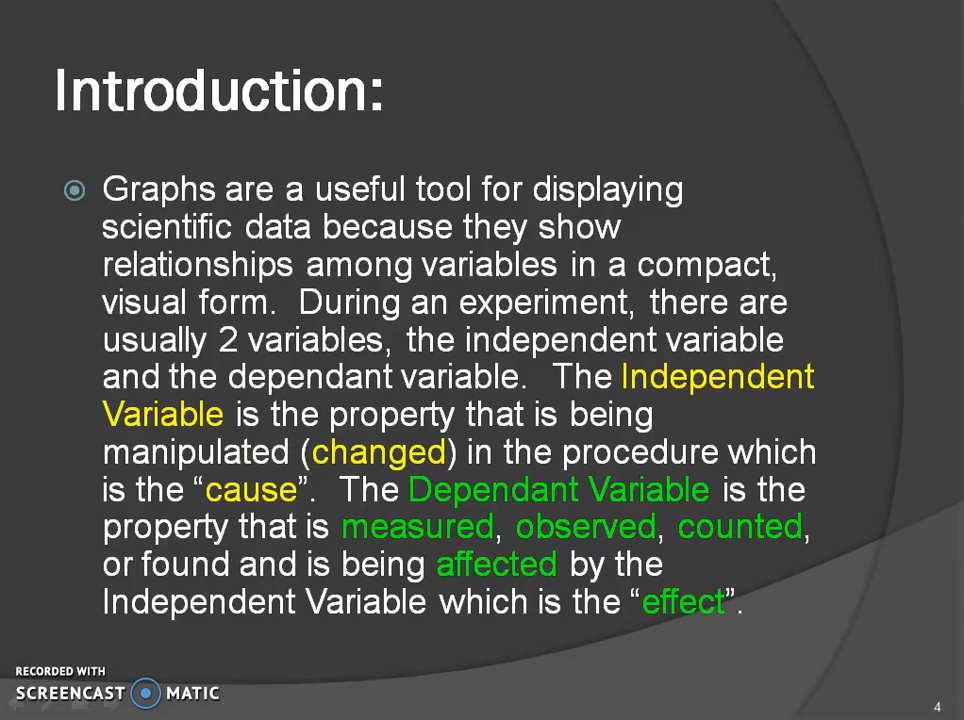 Introduction:
Graphs are a useful tool for displaying
scientific data because they show
relationships among variables in a compact,
visual form.  During an experiment, there are
usually 2 variables, the independent variable
and the dependant variable.   The Independent
Variable is the property that is being
manipulated (changed) in the procedure which
is the “cause”.  The Dependant Variable is the
property that is measured, observed, counted,
or found and is being affected by the
Independent Variable which is the “effect”.
RECORDED WITH
SCREENCAST MATIC
4